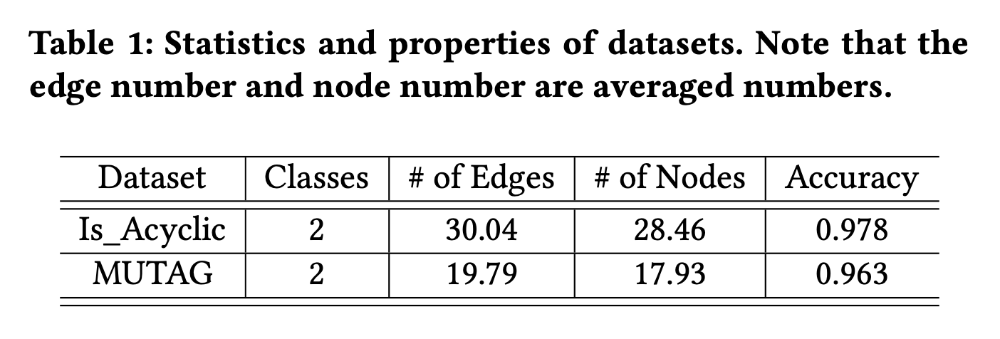 Table 1: Statistics and properties of datasets. Note that the
edge number and node number are averaged numbers.
Dataset Classes # of Edges # of Nodes Accuracy
Is_Acyclic 2 30.04 28.46 0.978
MUTAG 2 19.79 17.93 0.963